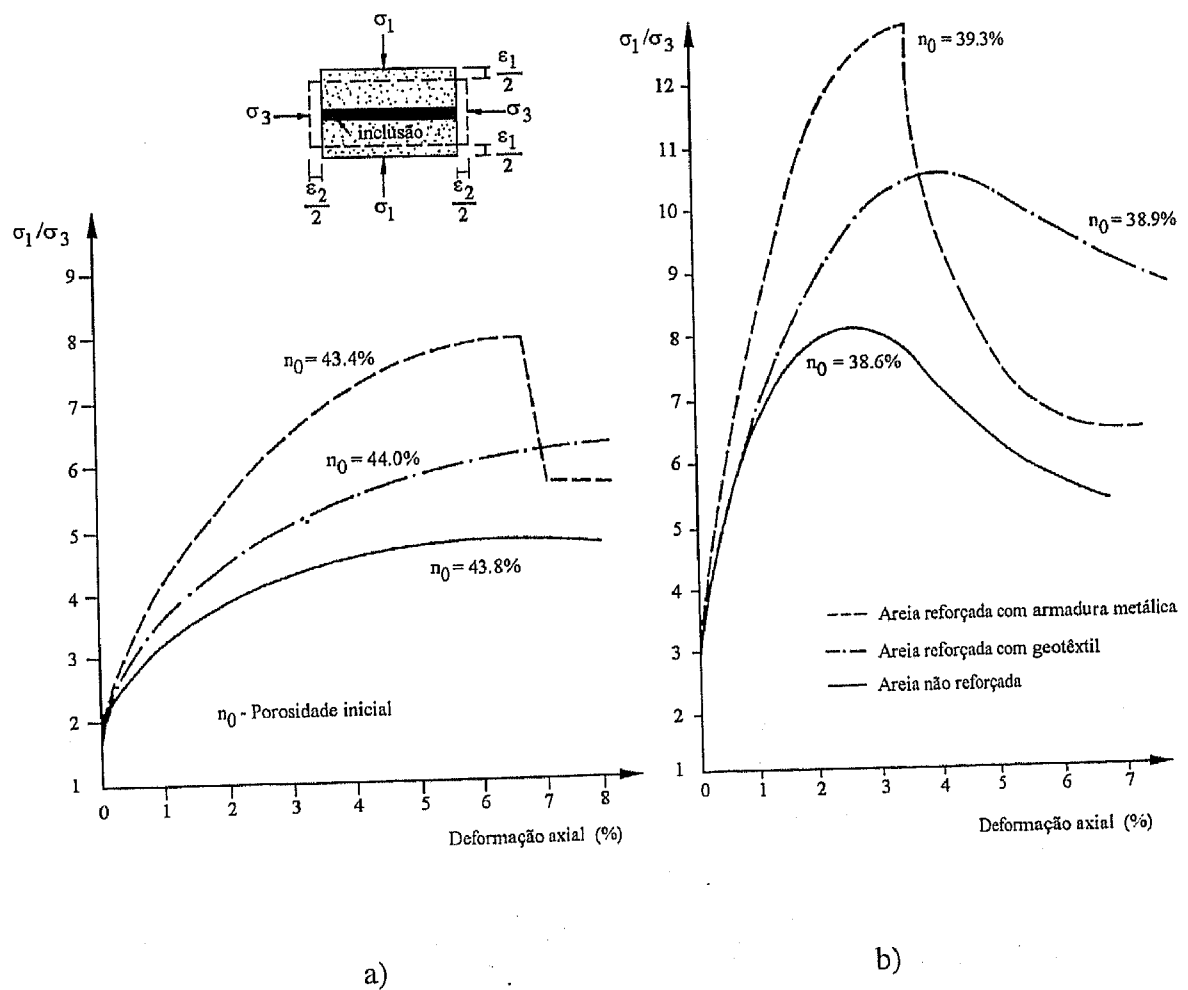 σ1
ε1
2
σ3
σ3
inclusão
ε1
2
ε2
2
σ1
ε2
2
σ1/σ3
9
8
7
6
5
4
3
2
1
n0 = 43.4%
n0 = 44.0%
n0 = 43.8%
n0 - Porosidade inicial
0 1 2 3 4 5 6 7 8
Deformação axial (%)
a)
σ1/σ3
12
11
10
9
8
7
6
5
4
3
2
1
n0 = 39.3%
n0 = 38.9%
n0 = 38.6%
Areia reforçada com armadura metálica
Areia reforçada com geotêxtil
Areia não reforçada
0 1 2 3 4 5 6 7
Deformação axial (%)
b)